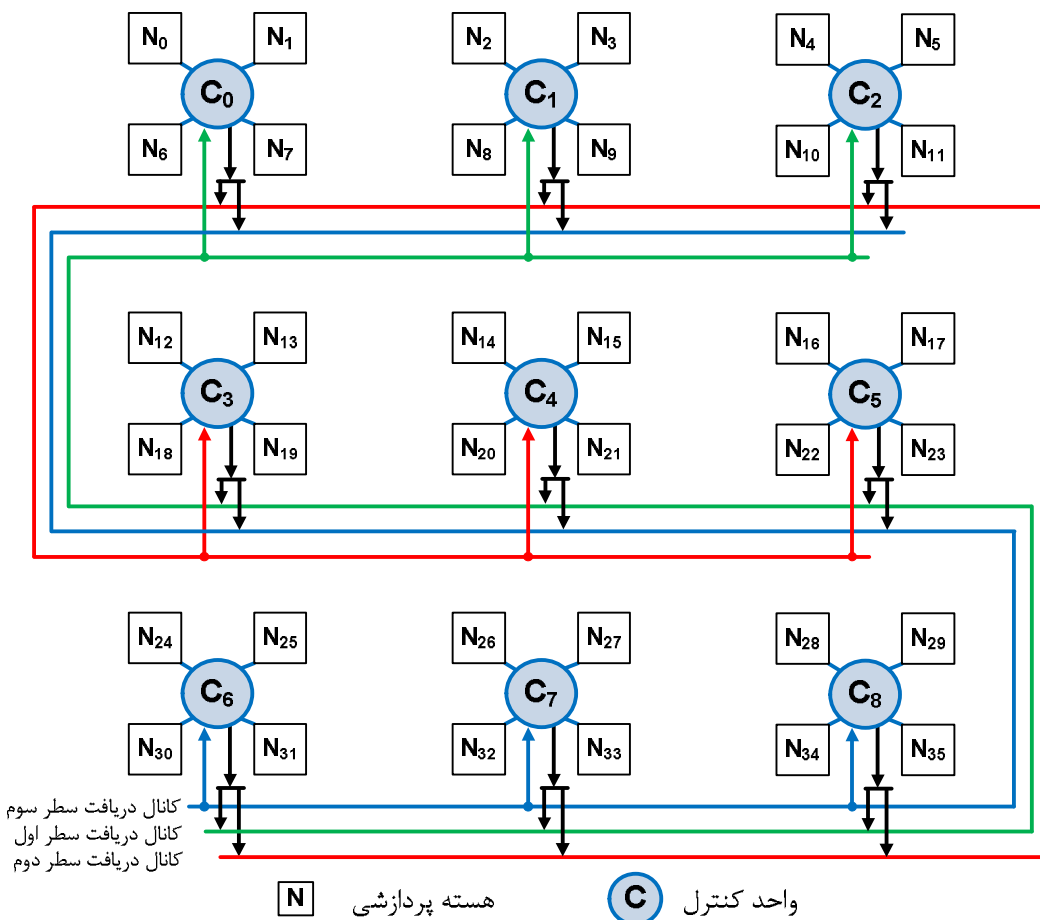 N0 N1 N2 N3 N4 N5
C0 C1 C2
N6 N7 N8 N9 N10 N11
N12 N13 N14 N15 N16 N17
C3 C4 C5
N18 N19 N20 N21 N22 N23
N24 N25 N26 N27 N28 N29
C6 C7 C8
N30 N31 N32 N33 N34 N35
کانال دریافت سطر سوم
کانال دریافت سطر اول
کانال دریافت سطر دوم
N هسته پردازشی C واحد کنترل